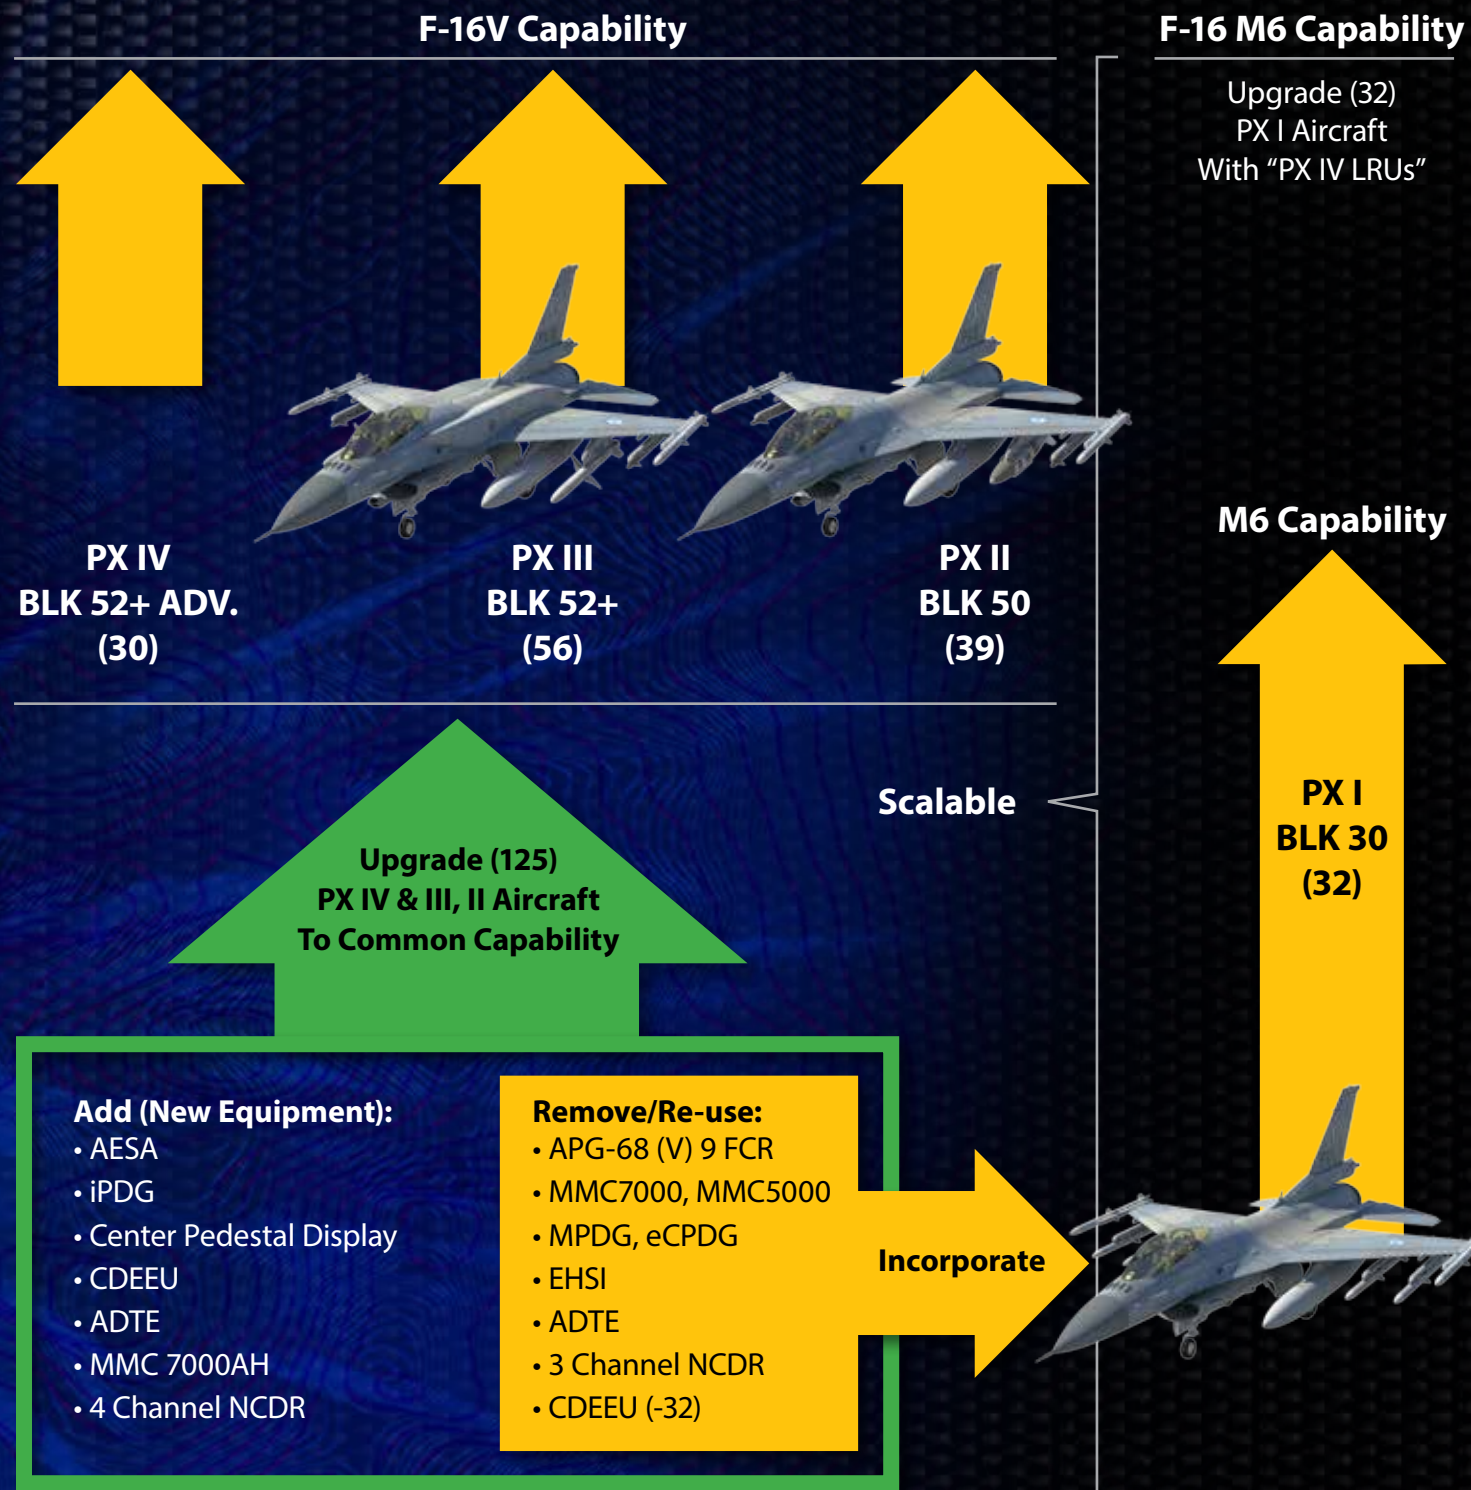 F-16V Capability
F-16 M6 Capability
Upgrade (32)
PX I Aircraft
With “PX IV LRUs”
PX IV
BLK 52+ ADV.
(30)
PX III
BLK 52+
(56)
PX II
BLK 50
(39)
M6 Capability
Scalable
PX I
BLK 30
(32)
Upgrade (125)
PX IV & III, II Aircraft
To Common Capability
Add (New Equipment):
• AESA
• iPDG
• Center Pedestal Display
• CDEEU
• ADTE
• MMC 7000AH
• 4 Channel NCDR
Remove/Re-use:
• APG-68 (V) 9 FCR
• MMC7000, MMC5000
• MPDG, eCPDG
• EHSI
• ADTE
• 3 Channel NCDR
• CDEEU (-32)
Incorporate